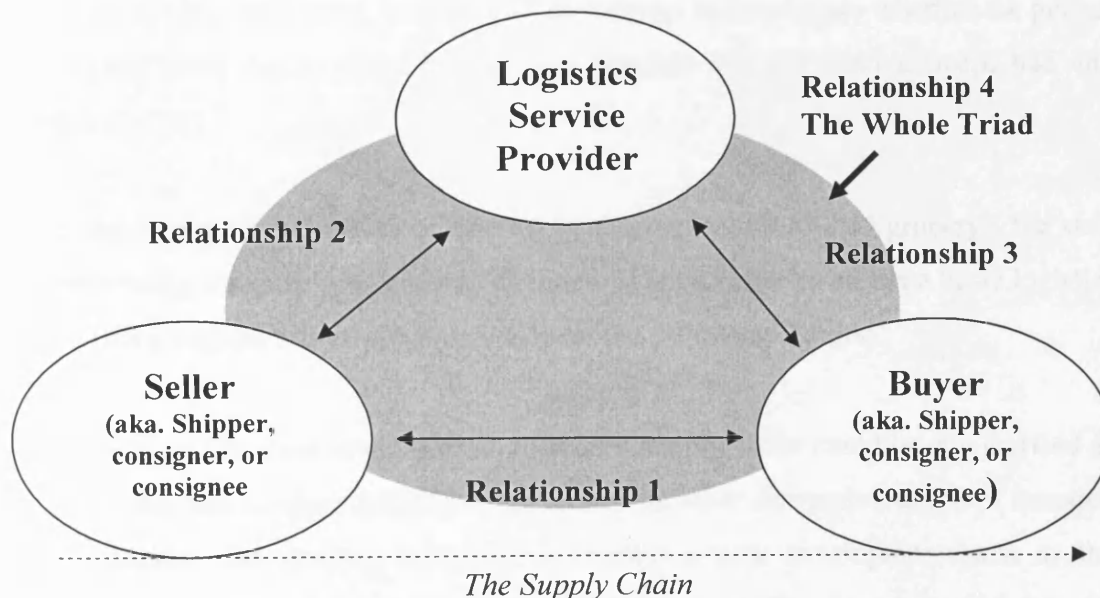 Logistics
Service
Provider
Relationship 4
The Whole Triad
Relationship 2
Relationship 3
Seller
(aka. Shipper,
consigner, or
consignee
Buyer
(aka. Shipper,
consigner, or
consignee)
Relationship 1
The Supply Chain